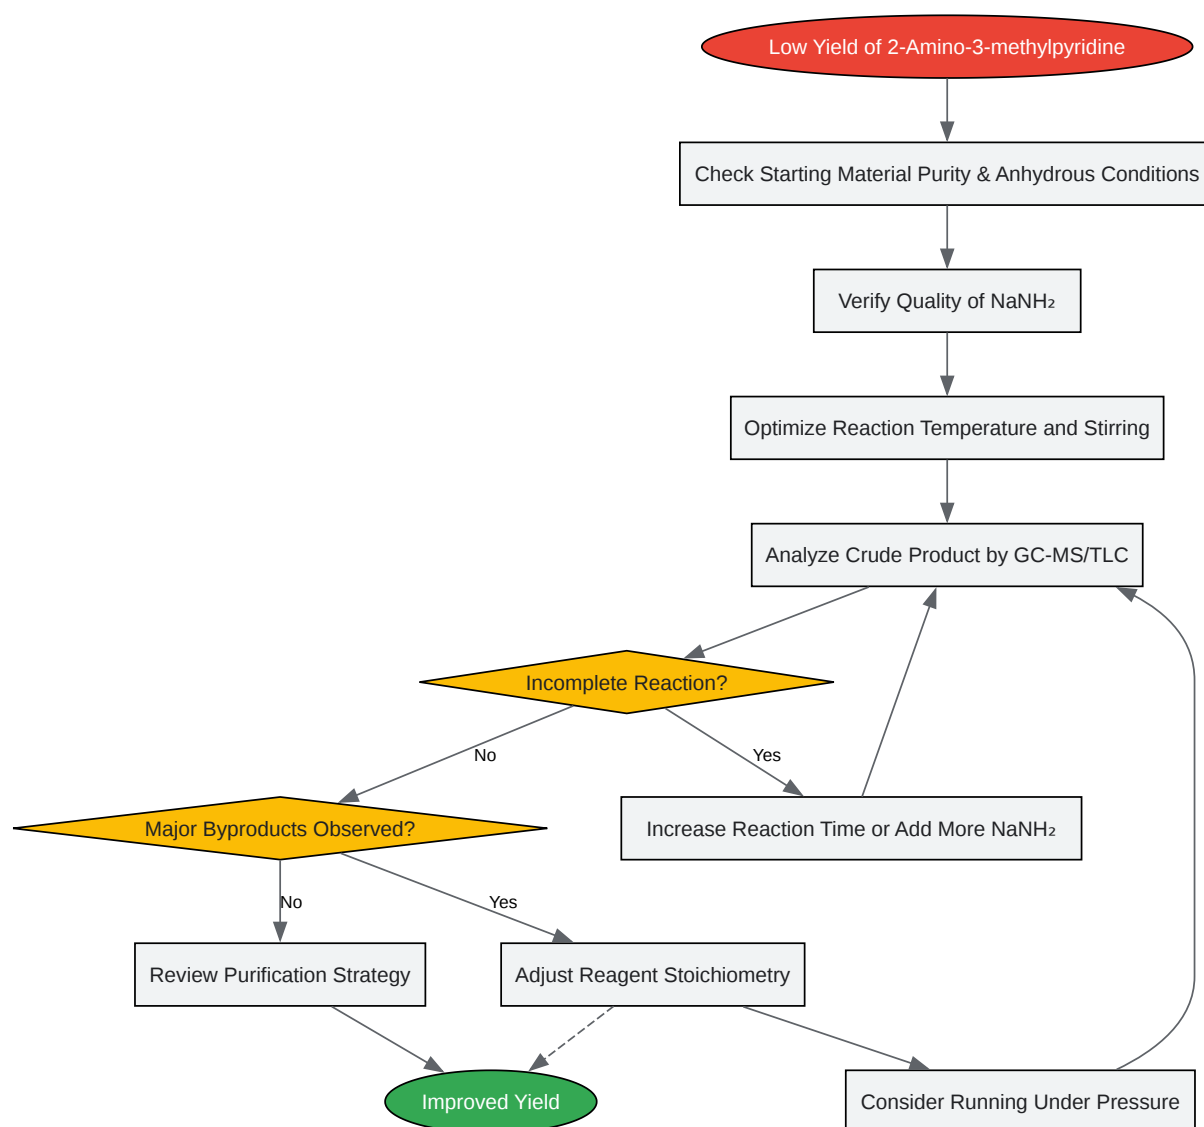 Low Yield of 2-Amino-3-methylpyridine
Check Starting Material Purity & Anhydrous Conditions
Verify Quality of NaNH₂
Optimize Reaction Temperature and Stirring
Analyze Crude Product by GC-MS/TLC
Incomplete Reaction?
No
Yes
Major Byproducts Observed?
Increase Reaction Time or Add More NaNH₂
No
Yes
Review Purification Strategy
Adjust Reagent Stoichiometry
Improved Yield
Consider Running Under Pressure